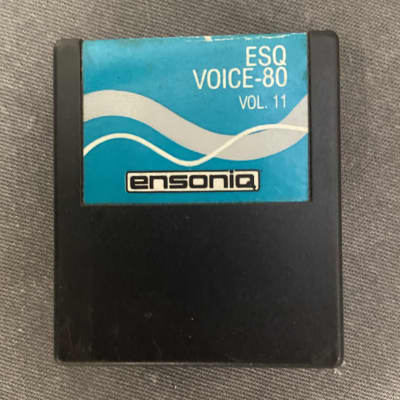 ESQ
VOICE-80
VOL. 11
ensoniq